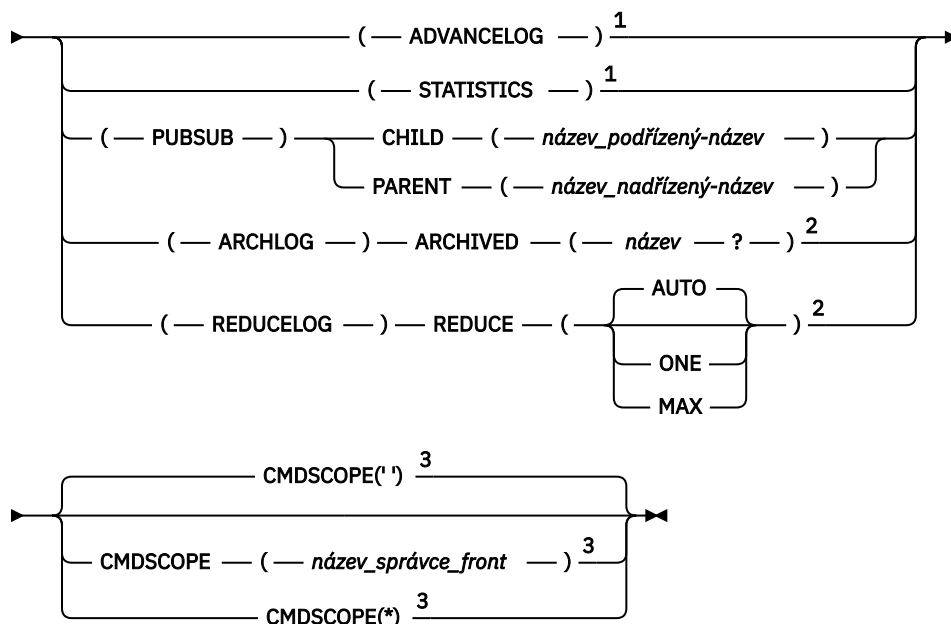 ( ADVANCELOG ) 1
( STATISTICS ) 1
( PUBSUB ) CHILD ( název_podřízený-název )
PARENT ( název_nadřízený-název )
( ARCHLOG ) ARCHIVED ( název ? ) 2
AUTO
( REDUCELOG ) REDUCE ( ) 2
ONE
MAX
CMDSCOPE(' ') 3
CMDSCOPE ( název_správce_front ) 3
CMDSCOPE(*) 3